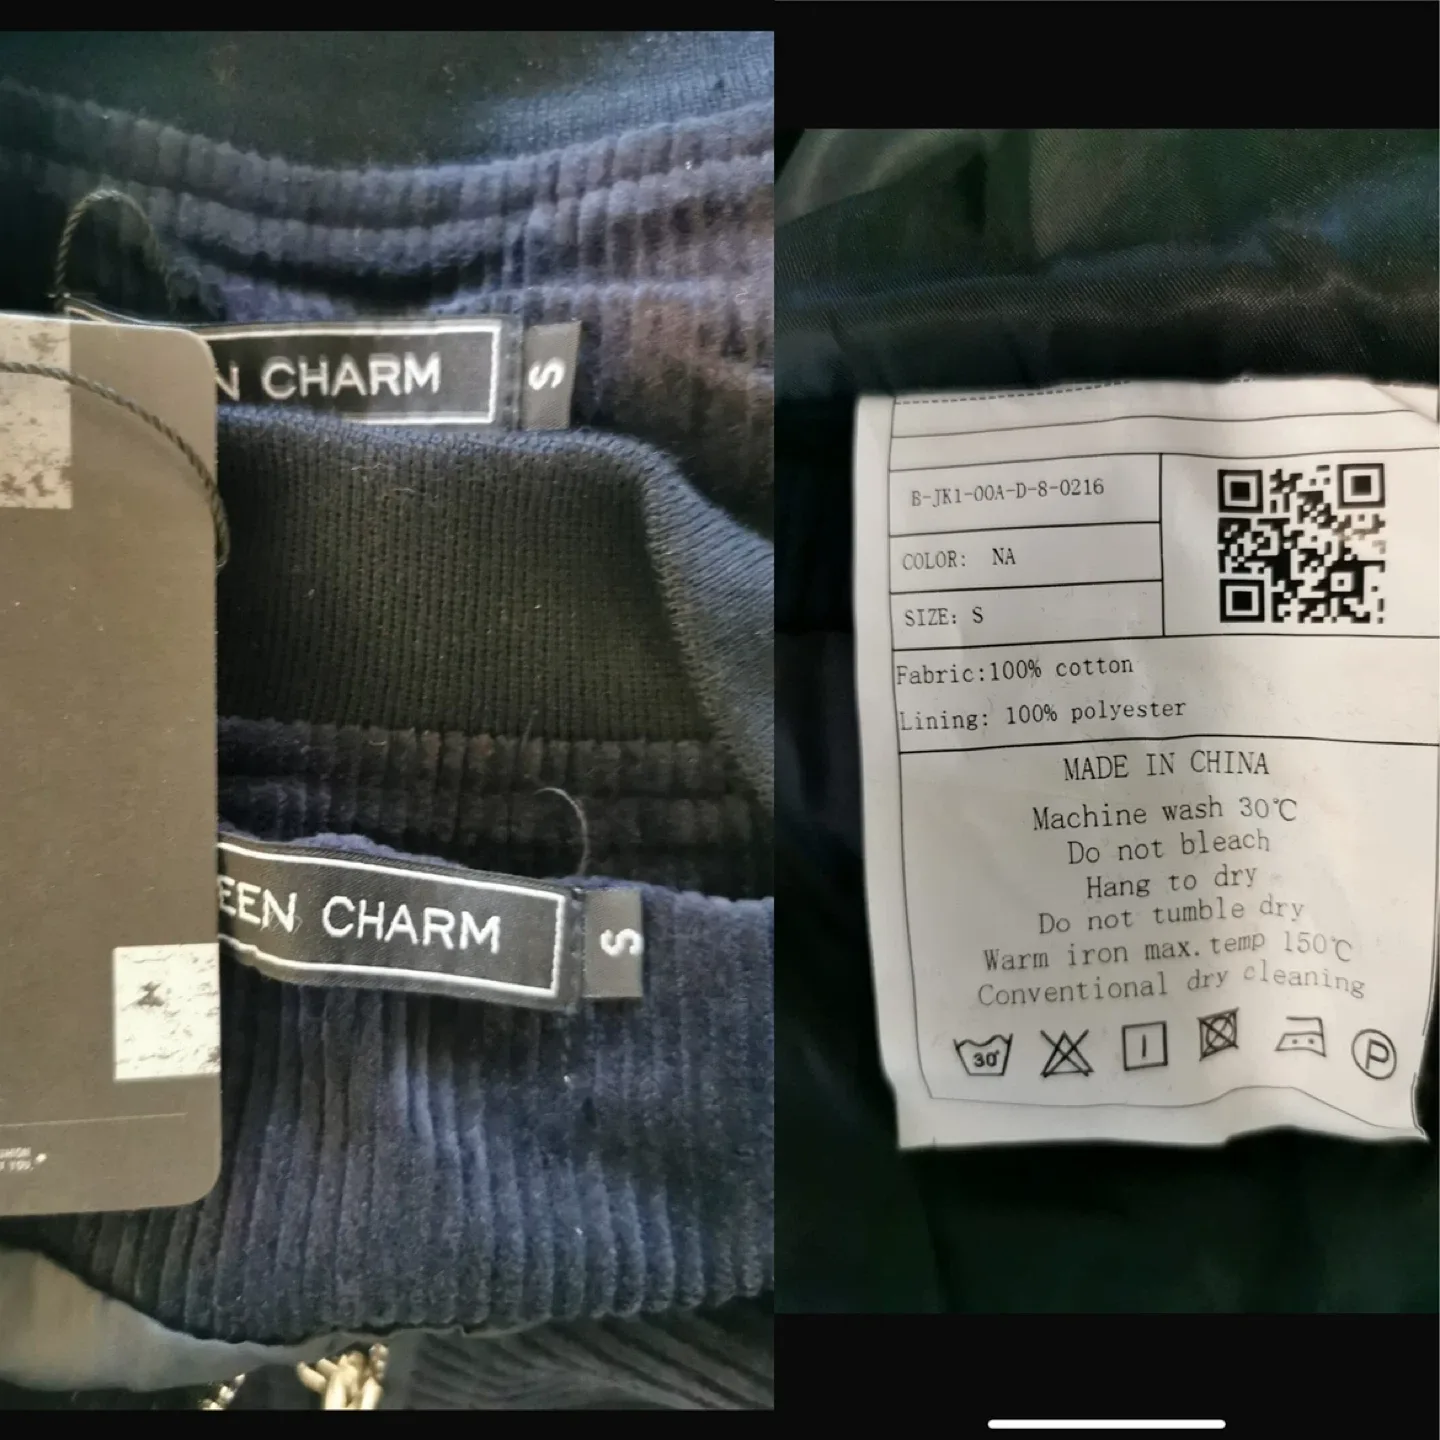 N CHARM
S
EEN CHARM
S
B-JK1-00A-D-8-0216
COLOR: NA
SIZE: S
Fabric:100% cotton
Lining: 100% polyester
MADE IN CHINA
Machine wash 30℃
Do not bleach
Hang to dry
Do not tumble dry
Warm iron max.temp 150℃
Conventional dry cleaning
30°
P